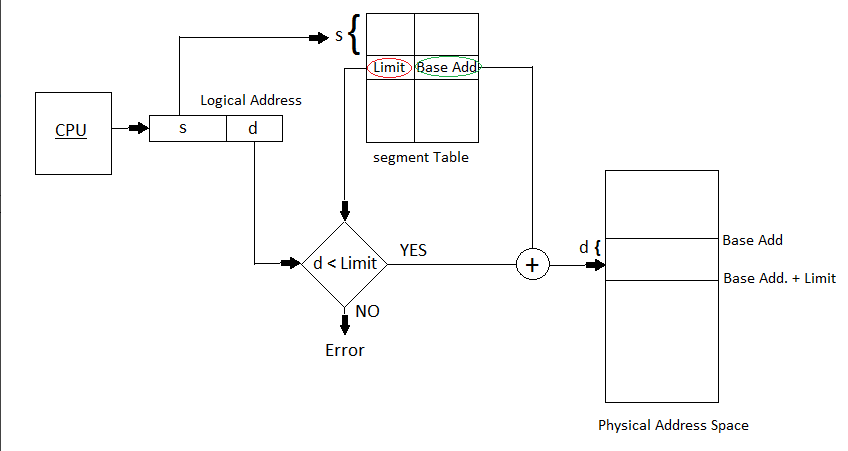 s {
Limit
Base Add
Logical Address
CPU
s
d
segment Table
d < Limit
YES
NO
Error
+
d {
Base Add
Base Add. + Limit
Physical Address Space